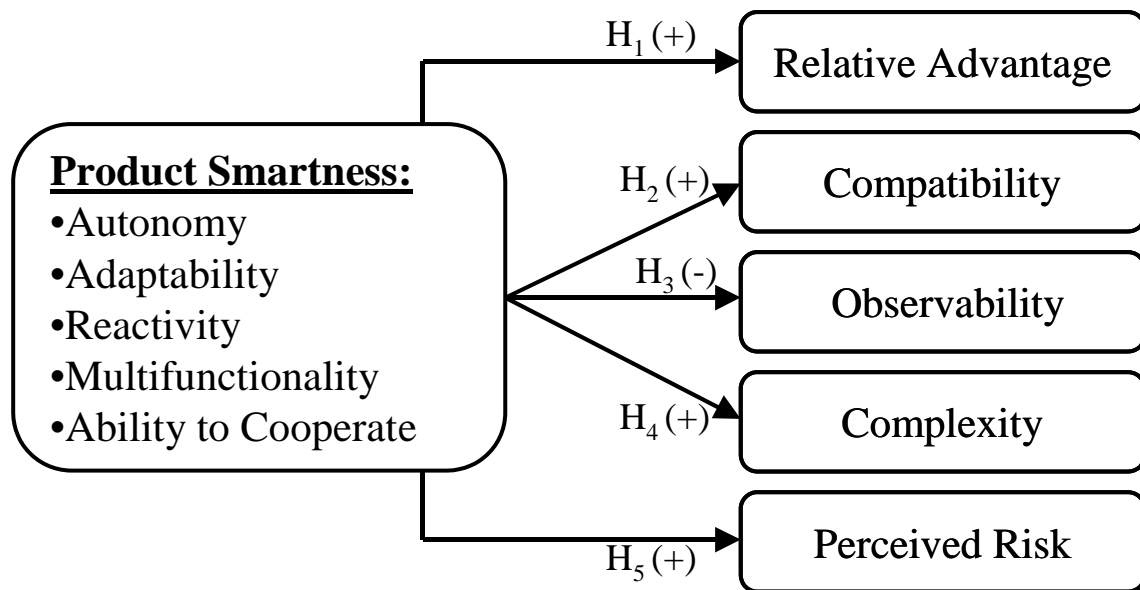 H1 (+)
Relative Advantage
Product Smartness:
•Autonomy
•Adaptability
•Reactivity
•Multifunctionality
•Ability to Cooperate
H2 (+)
Compatibility
H3 (-)
Observability
H4 (+)
Complexity
H5 (+)
Perceived Risk